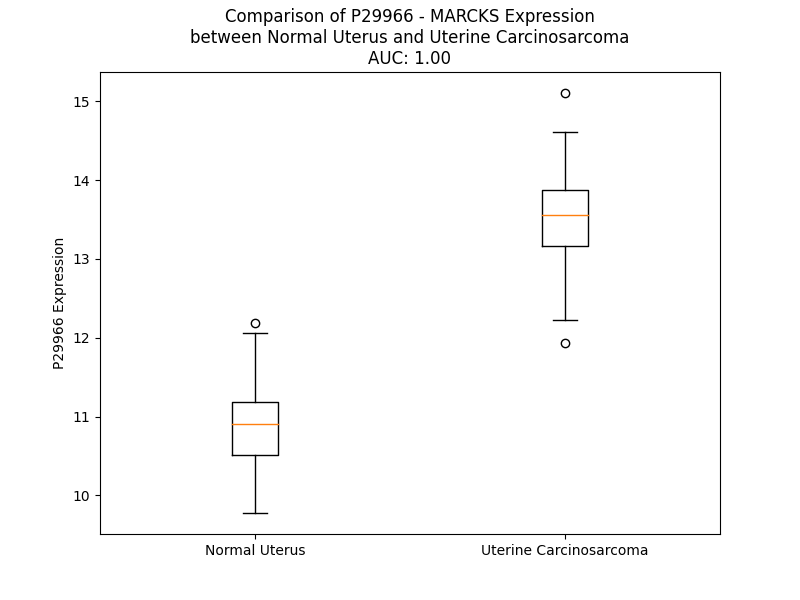 Comparison of P29966 - MARCKS Expression
between Normal Uterus and Uterine Carcinosarcoma
AUC: 1.00
15
14
13
12
11
10
P29966 Expression
Normal Uterus
Uterine Carcinosarcoma